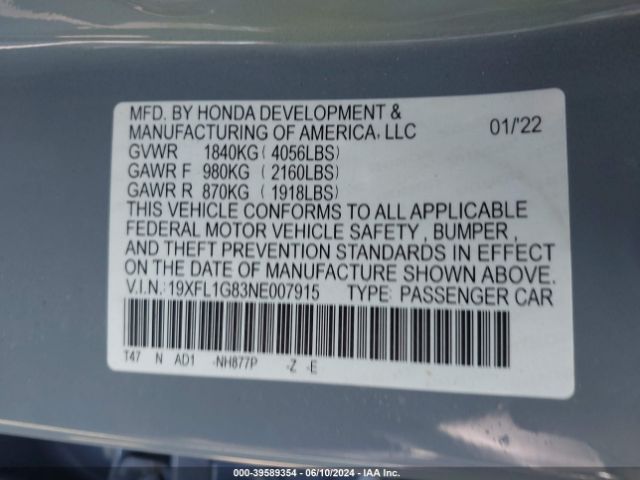 MFD. BY HONDA DEVELOPMENT &
MANUFACTURING OF AMERICA, LLC 01/'22
GVWR 1840KG ( 4056LBS)
GAWR F 980KG ( 2160LBS)
GAWR R 870KG ( 1918LBS)
THIS VEHICLE CONFORMS TO ALL APPLICABLE
FEDERAL MOTOR VEHICLE SAFETY , BUMPER ,
AND THEFT PREVENTION STANDARDS IN EFFECT
ON THE DATE OF MANUFACTURE SHOWN ABOVE.
V.I.N.: 19XFL1G83NE007915 TYPE: PASSENGER CAR
T47 N AD1 -NH877P -Z -E
000-39589354 - 06/10/2024 - IAA Inc.